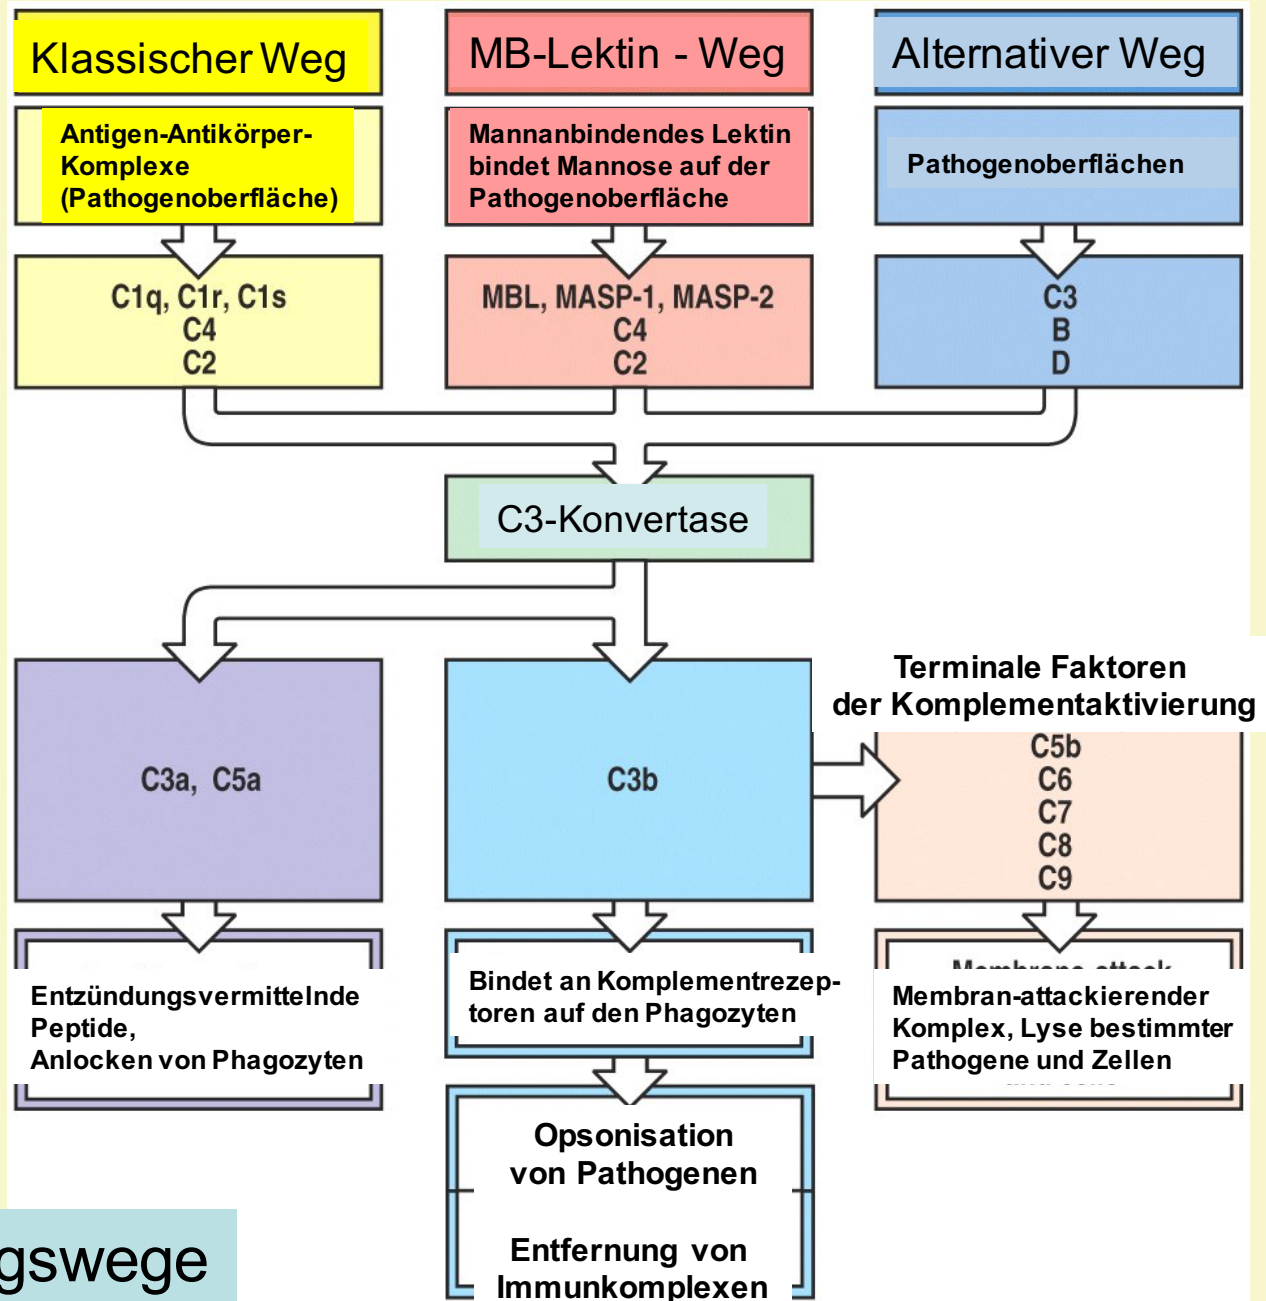 Klassischer Weg
MB-Lektin - Weg
Alternativer Weg
Antigen-Antikörper-
Komplexe
(Pathogenoberfläche)
Mannanbindendes Lektin
bindet Mannose auf der
Pathogenoberfläche
Pathogenoberflächen
C1q, C1r, C1s
C4
C2
MBL, MASP-1, MASP-2
C4
C2
C3
B
D
C3-Konvertase
C3a, C5a
C3b
Terminale Faktoren
der Komplementaktivierung
C5b
C6
C7
C8
C9
Entzündungsvermittelnde
Peptide,
Anlocken von Phagozyten
Bindet an Komplementrezep-
toren auf den Phagozyten
Membran-attackierender
Komplex, Lyse bestimmter
Pathogene und Zellen
Opsonisation
von Pathogenen
Entfernung von
Immunkomplexen
gswege